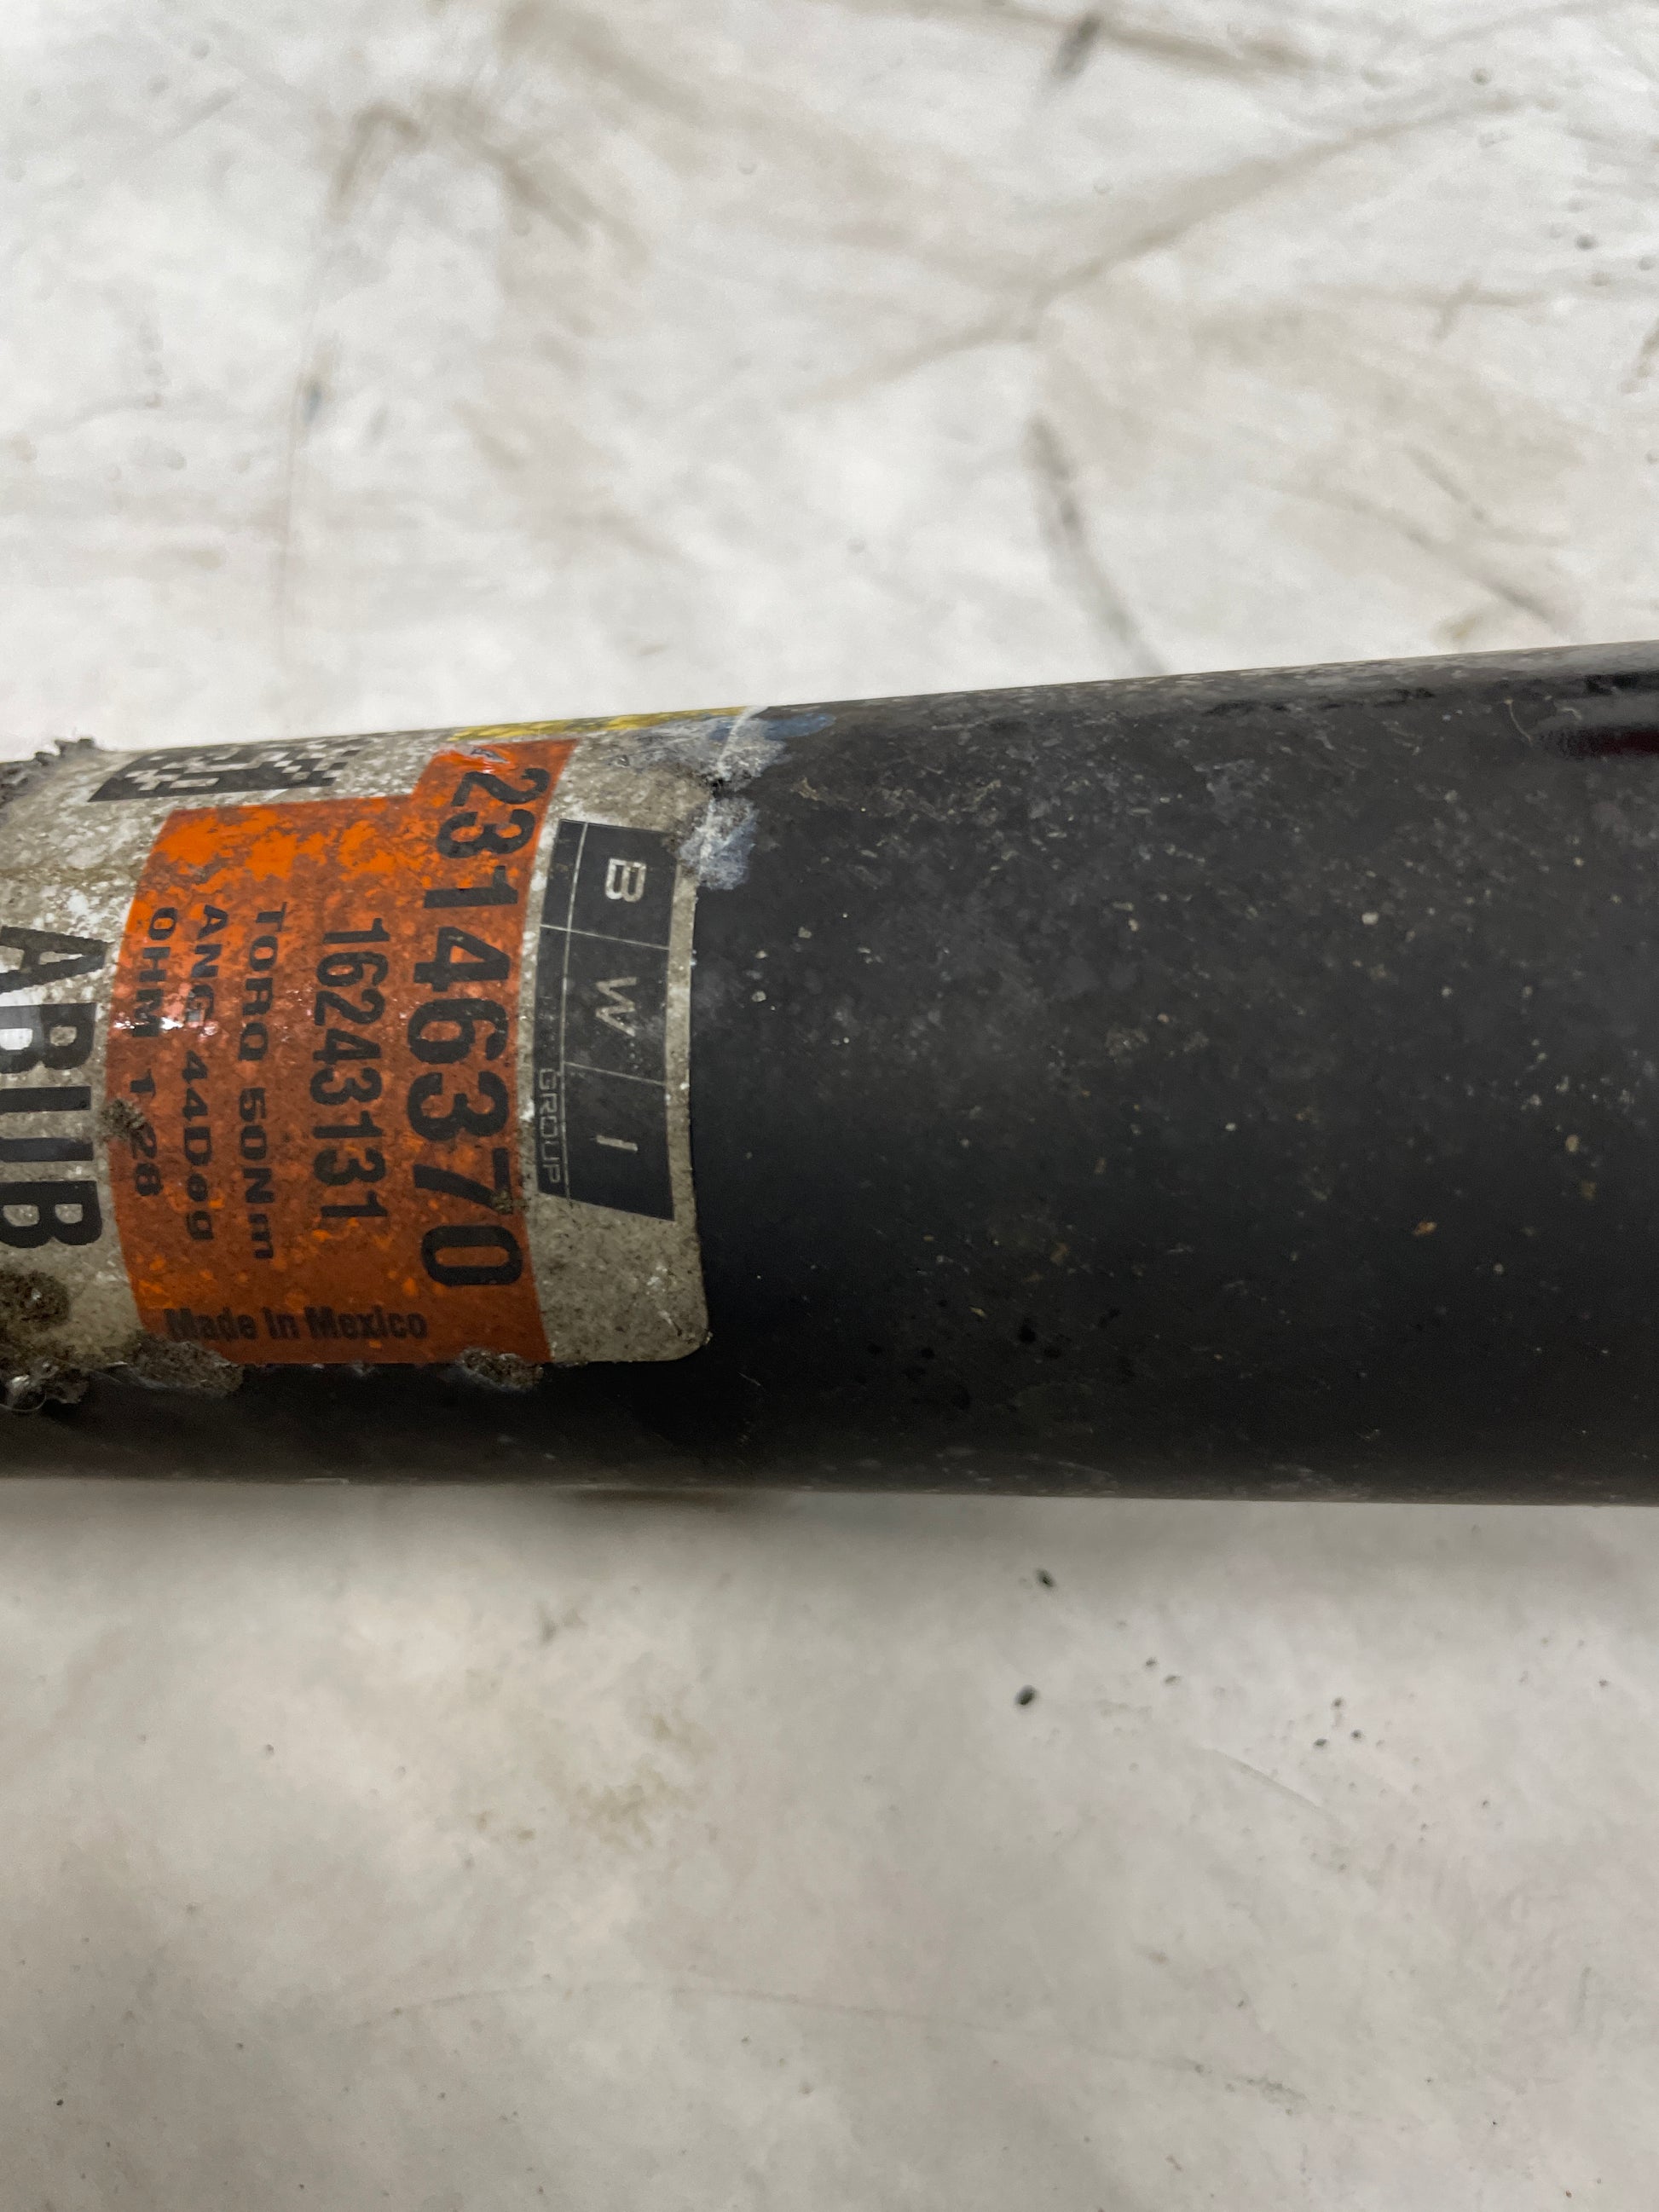 B W I
GROUP
23146370
16243131
TORQ 50Nm
ANG 44Deg
OHM 1.28
Made in Mexico